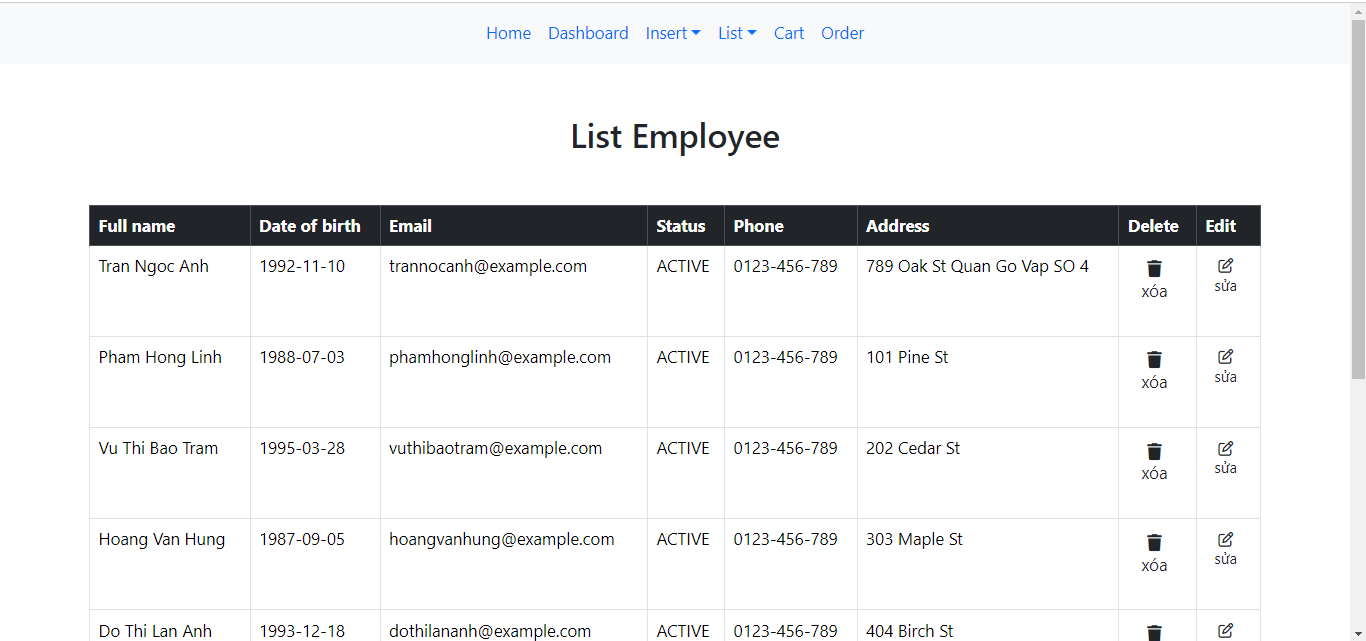 Home Dashboard Insert List Cart Order
List Employee
Full name Date of birth Email Status Phone Address Delete Edit
Tran Ngoc Anh 1992-11-10 trannocanh@example.com ACTIVE 0123-456-789 789 Oak St Quan Go Vap SO 4
xóa sửa
Pham Hong Linh 1988-07-03 phamhonglinh@example.com ACTIVE 0123-456-789 101 Pine St
xóa sửa
Vu Thi Bao Tram 1995-03-28 vuthibaotram@example.com ACTIVE 0123-456-789 202 Cedar St
xóa sửa
Hoang Van Hung 1987-09-05 hoangvanhung@example.com ACTIVE 0123-456-789 303 Maple St
xóa sửa
Do Thi Lan Anh 1993-12-18 dothilananh@example.com ACTIVE 0123-456-789 404 Birch St